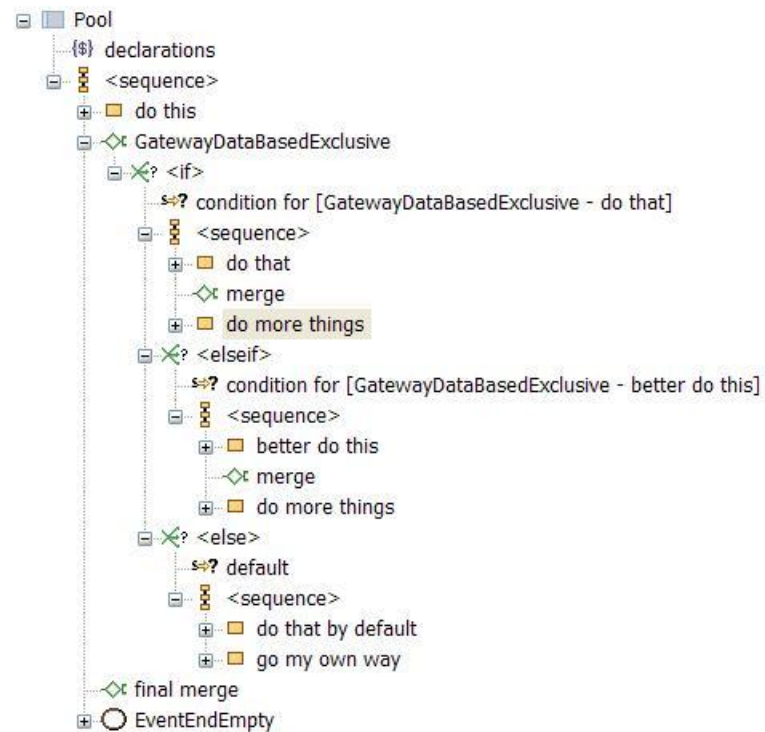 Pool
{$} declarations
<sequence>
do this
GatewayDataBasedExclusive
? <if>
s? condition for [GatewayDataBasedExclusive - do that]
<sequence>
do that
merge
do more things
? <elseif>
s? condition for [GatewayDataBasedExclusive - better do this]
<sequence>
better do this
merge
do more things
? <else>
s? default
<sequence>
do that by default
go my own way
final merge
EventEndEmpty